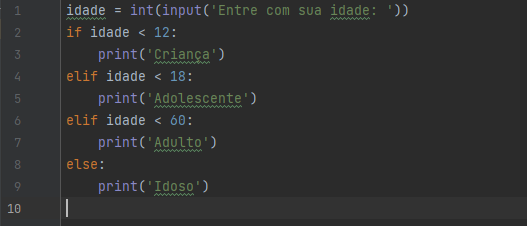 1 idade = int(input('Entre com sua idade: '))
2 if idade < 12:
3     print('Criança')
4 elif idade < 18:
5     print('Adolescente')
6 elif idade < 60:
7     print('Adulto')
8 else:
9     print('Idoso')
10